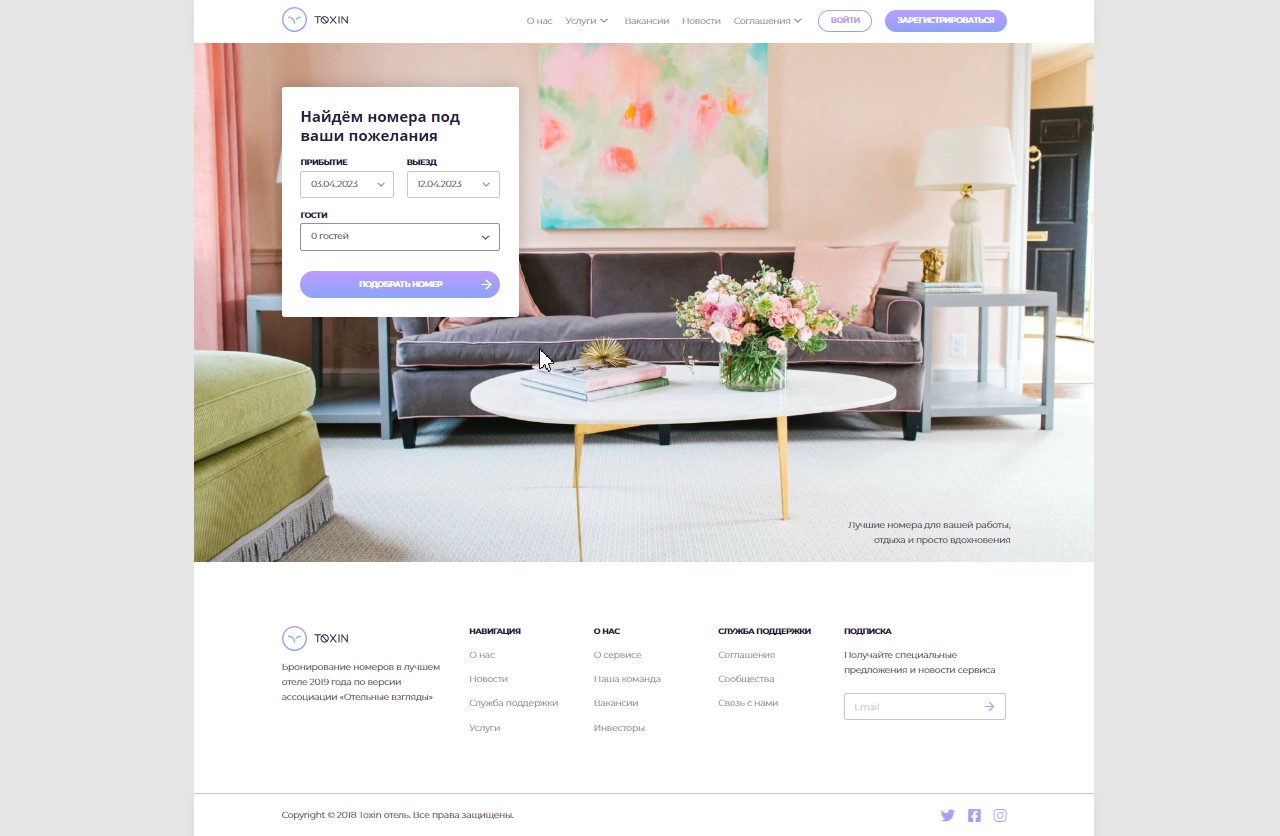 TOXIN
О нас Услуги Вакансии Новости Соглашения ВОЙТИ ЗАРЕГИСТРИРОВАТЬСЯ
Найдём номера под
ваши пожелания
ПРИБЫТИЕ ВЫЕЗД
03.04.2023 12.04.2023
ГОСТИ
0 гостей
ПОДОБРАТЬ НОМЕР
Лучшие номера для вашей работы,
отдыха и просто вдохновения
TOXIN
Бронирование номеров в лучшем
отеле 2019 года по версии
ассоциации «Отельные взгляды»
НАВИГАЦИЯ
О нас
Новости
Служба поддержки
Услуги
О НАС
О сервисе
Наша команда
Вакансии
Инвесторы
СЛУЖБА ПОДДЕРЖКИ
Соглашения
Сообщества
Связь с нами
ПОДПИСКА
Получайте специальные
предложения и новости сервиса
Email
Copyright © 2018 Toxin отель. Все права защищены.